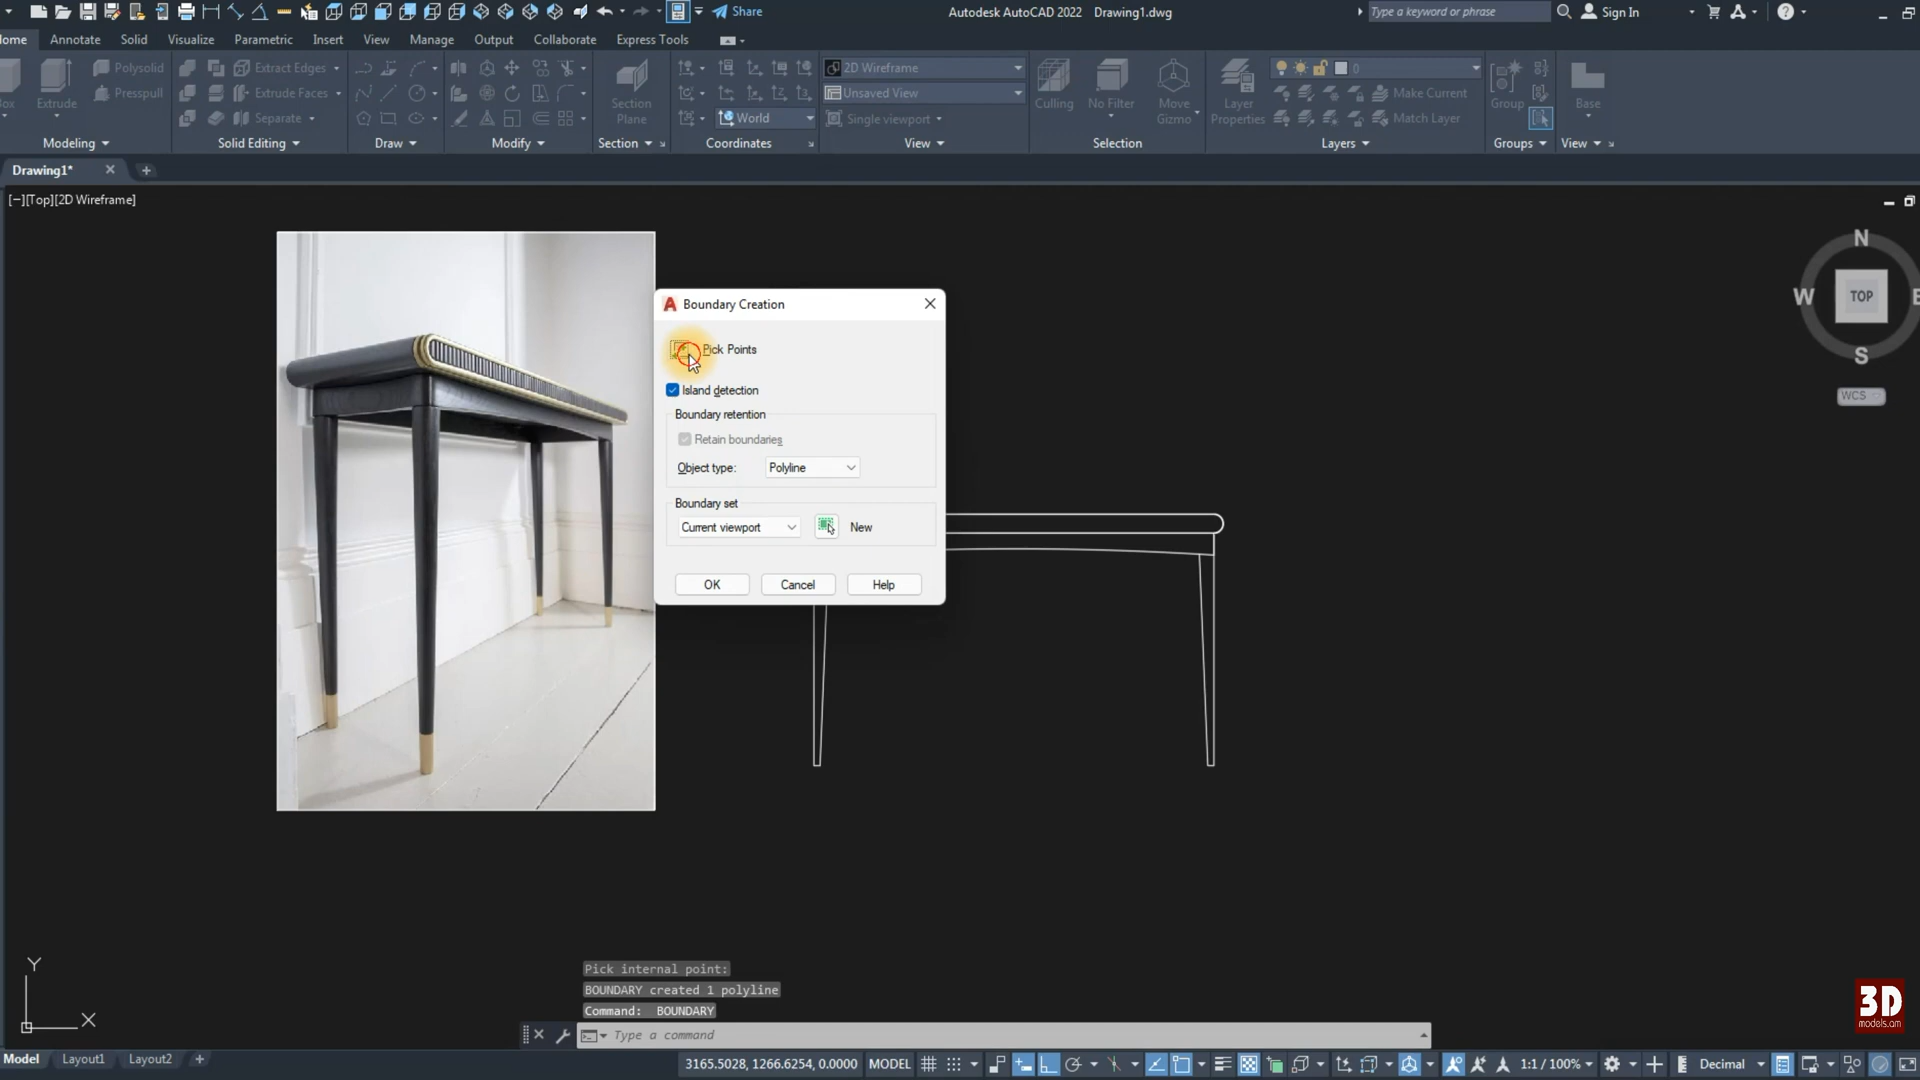 Share
Autodesk AutoCAD 2022 Drawing1.dwg
Type a keyword or phrase
Sign In
Home Annotate Solid Visualize Parametric Insert View Manage Output Collaborate Express Tools
Polysolid
Extract Edges
2D Wireframe
0
Presspull
Extrude Faces
Unsaved View
Make Current
Extrude
Section
Plane
Culling
No Filter
Move
Gizmo
Layer
Properties
Group
Base
Separate
World
Single viewport
Match Layer
Modeling
Solid Editing
Draw
Modify
Section
Coordinates
View
Selection
Layers
Groups
View
Drawing1*
[−][Top][2D Wireframe]
N
W
TOP
E
S
WCS
Boundary Creation
Pick Points
Island detection
Boundary retention
Retain boundaries
Object type: Polyline
Boundary set
Current viewport
New
OK
Cancel
Help
Y
X
Pick internal point:
BOUNDARY created 1 polyline
Command: BOUNDARY
Type a command
3D
models.am
Model Layout1 Layout2
3165.5028, 1266.6254, 0.0000 MODEL
1:1 / 100%
Decimal